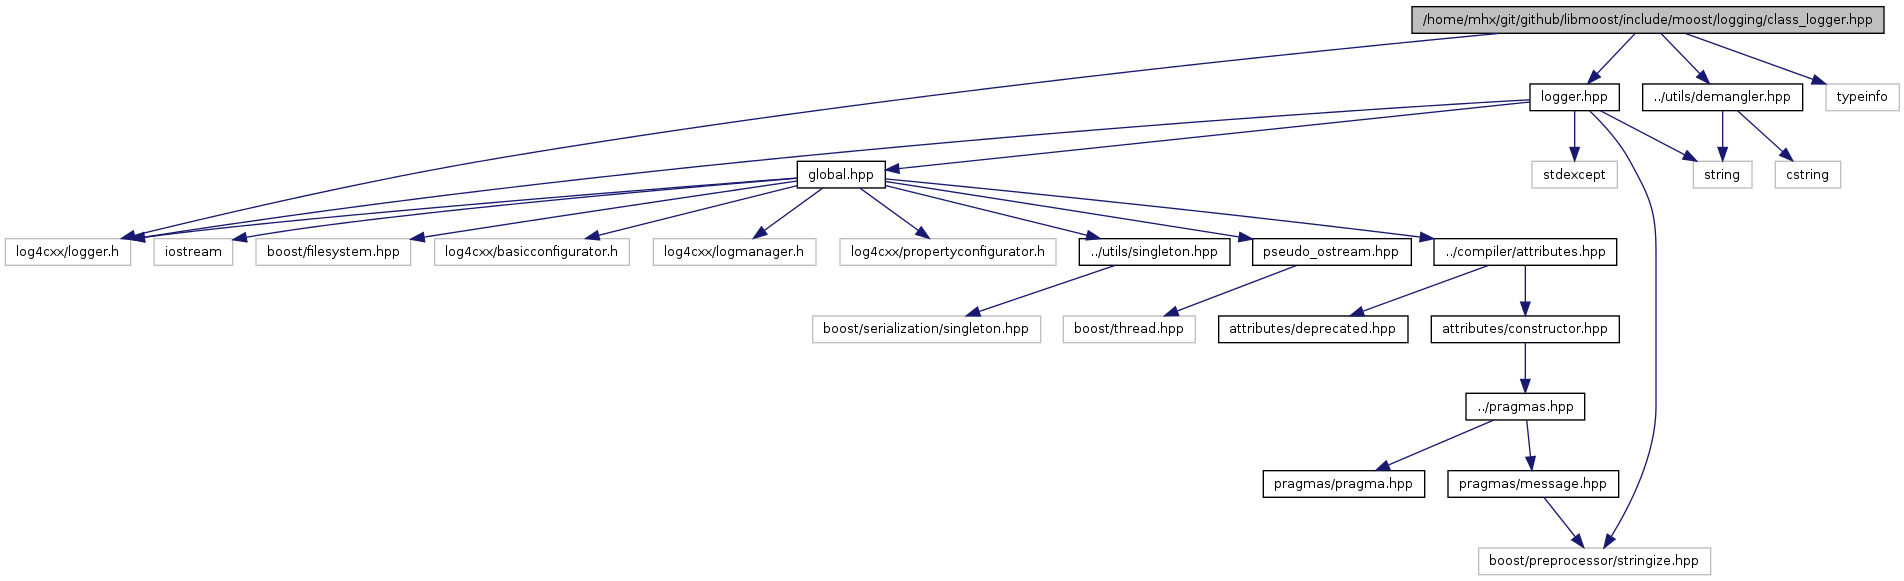 /home/mhx/git/github/libmoost/include/moost/logging/class_logger.hpp
logger.hpp
../utils/demangler.hpp
typeinfo
global.hpp
stdexcept
string
cstring
log4cxx/logger.h
iostream
boost/filesystem.hpp
log4cxx/basicconfigurator.h
log4cxx/logmanager.h
log4cxx/propertyconfigurator.h
../utils/singleton.hpp
pseudo_ostream.hpp
../compiler/attributes.hpp
boost/serialization/singleton.hpp
boost/thread.hpp
attributes/deprecated.hpp
attributes/constructor.hpp
../pragmas.hpp
pragmas/pragma.hpp
pragmas/message.hpp
boost/preprocessor/stringize.hpp